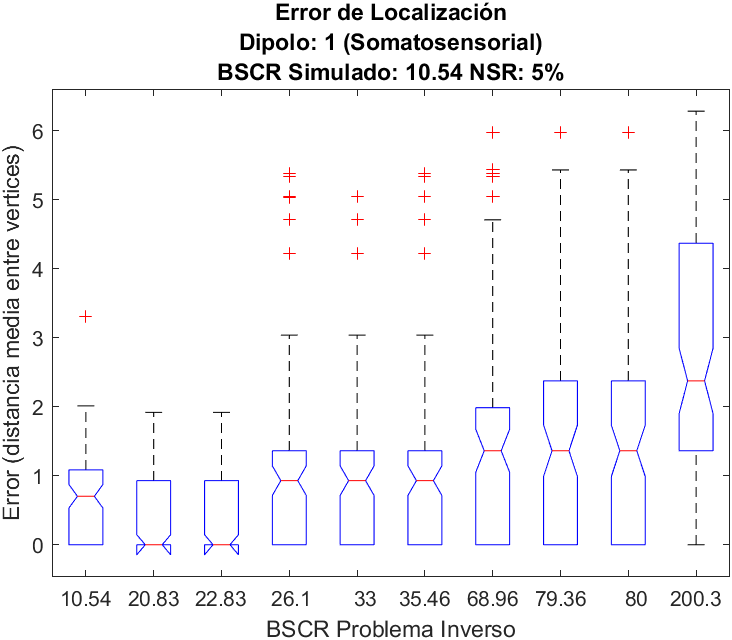 Error de Localización
Dipolo: 1 (Somatosensorial)
BSCR Simulado: 10.54 NSR: 5%
Error (distancia media entre vertices)
6
5
4
3
2
1
0
10.54 20.83 22.83 26.1 33 35.46 68.96 79.36 80 200.3
BSCR Problema Inverso